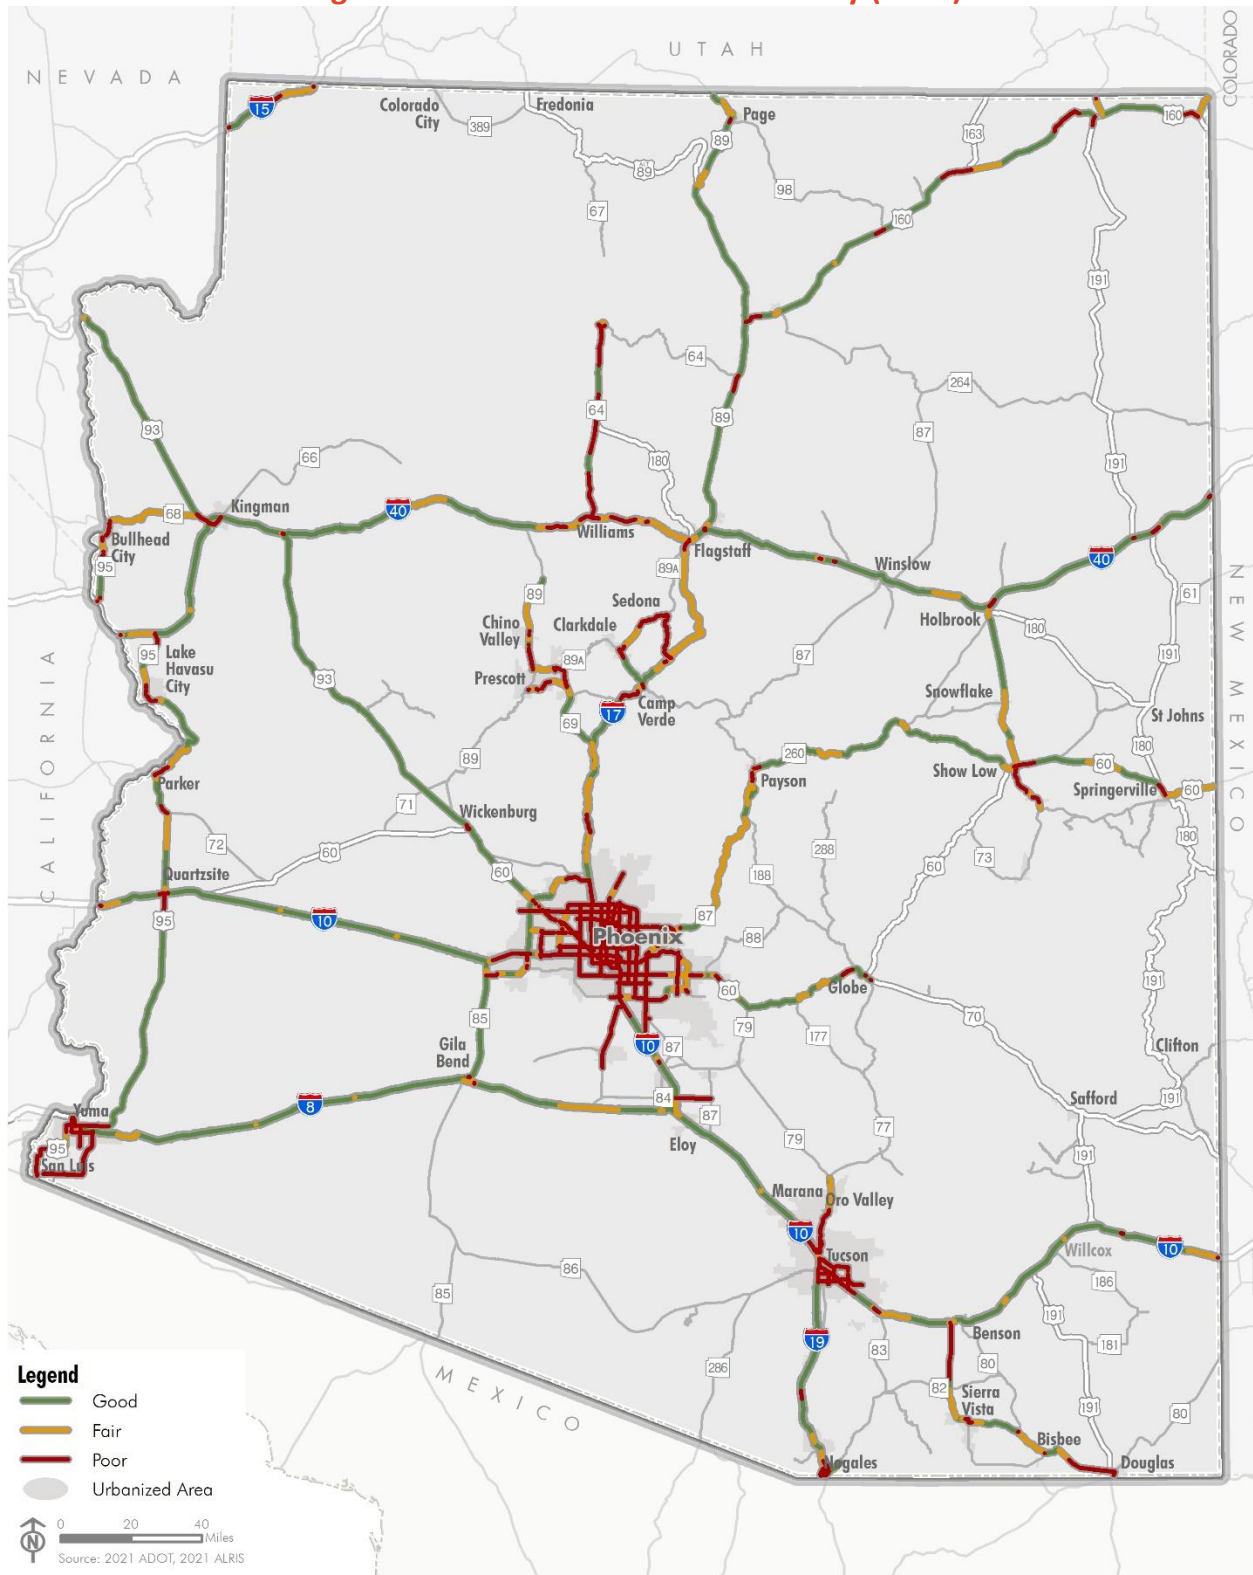 U T A H
N E V A D A
COLORADO
15
Colorado
City
Fredonia
389
89
Page
89
163
160
98
67
160
191
64
64
264
93
89
87
180
191
66
Kingman
40
68
Bullhead
City
95
Williams
Flagstaff
89A
Winslow
40
61
89
Sedona
Chino
Valley
Clarkdale
Holbrook
180
N E W M E X I C O
C A L I F O R N I A
95
Lake
Havasu
City
89A
87
191
Prescott
93
Camp
Verde
17
69
Snowflake
St Johns
180
89
260
Show Low
60
Parker
Payson
Springerville
60
71
Wickenburg
72
60
288
60
73
180
Quartzsite
60
188
95
10
87
Phoenix
88
191
60
Globe
85
79
177
70
Gila
Bend
10
87
Clifton
8
84
87
Safford
191
Yuma
95
San Luis
Eloy
79
77
191
Marana
Oro Valley
10
Tucson
Willcox
10
86
186
85
191
19
Benson
83
181
286
80
82
Sierra
Vista
191
80
M E X I C O
Bisbee
Nogales
Douglas
Legend
Good
Fair
Poor
Urbanized Area
N
0 20 40
Miles
Source: 2021 ADOT, 2021 ALRIS